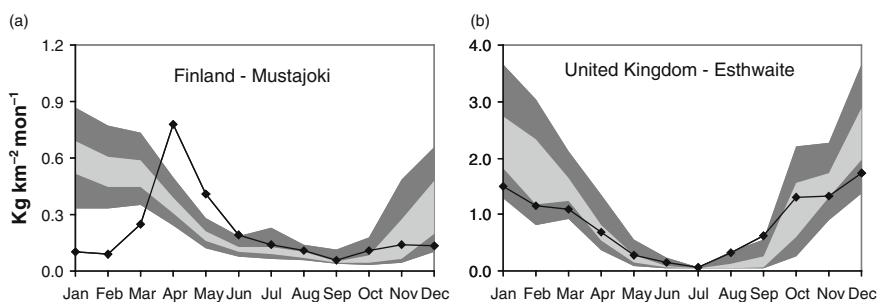 (a)
Finland - Mustajoki
Kg km⁻² mon⁻¹
1.2
0.9
0.6
0.3
0.0
Jan Feb Mar Apr May Jun Jul Aug Sep Oct Nov Dec
(b)
United Kingdom - Esthwaite
4.0
3.0
2.0
1.0
0.0
Jan Feb Mar Apr May Jun Jul Aug Sep Oct Nov Dec